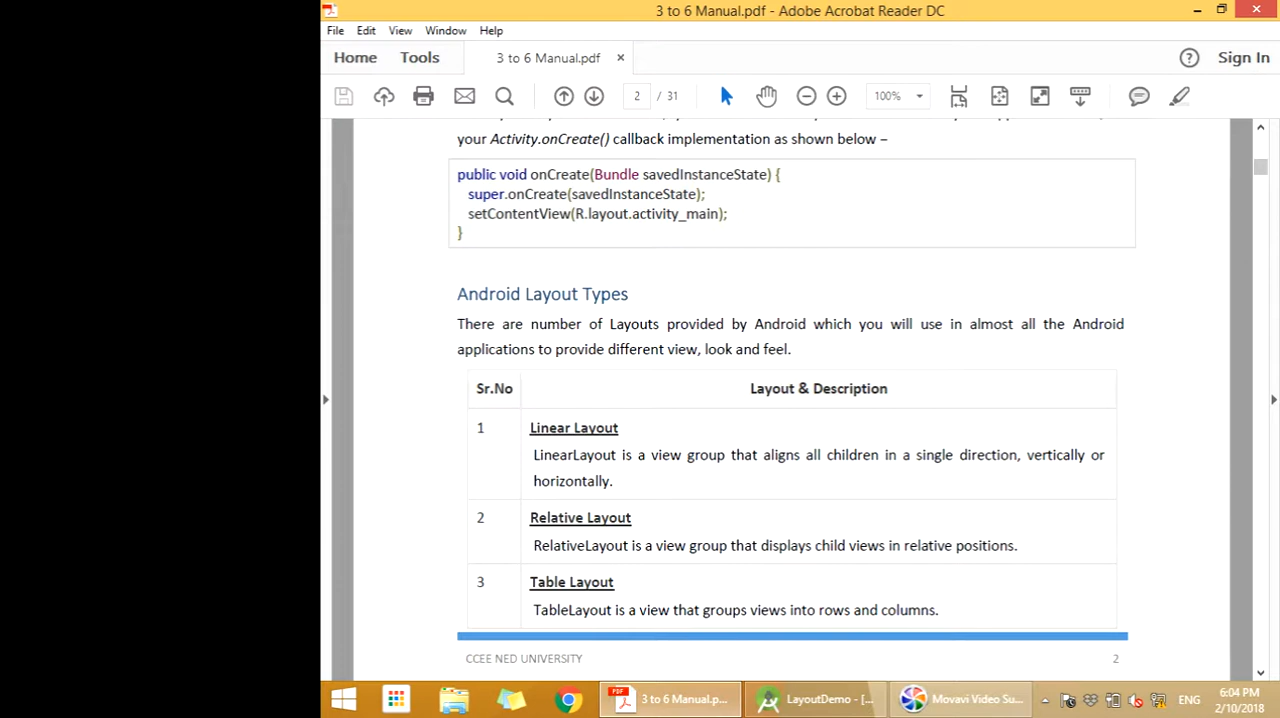 3 to 6 Manual.pdf - Adobe Acrobat Reader DC
File Edit View Window Help
Home Tools 3 to 6 Manual.pdf × Sign In
2 / 31 100%
your Activity.onCreate() callback implementation as shown below –
public void onCreate(Bundle savedInstanceState) {
super.onCreate(savedInstanceState);
setContentView(R.layout.activity_main);
}
Android Layout Types
There are number of Layouts provided by Android which you will use in almost all the Android
applications to provide different view, look and feel.
Sr.No Layout & Description
1 Linear Layout
LinearLayout is a view group that aligns all children in a single direction, vertically or
horizontally.
2 Relative Layout
RelativeLayout is a view group that displays child views in relative positions.
3 Table Layout
TableLayout is a view that groups views into rows and columns.
CCEE NED UNIVERSITY 2
3 to 6 Manual.p... LayoutDemo - [... Movavi Video Su... ENG 6:04 PM
2/10/2018